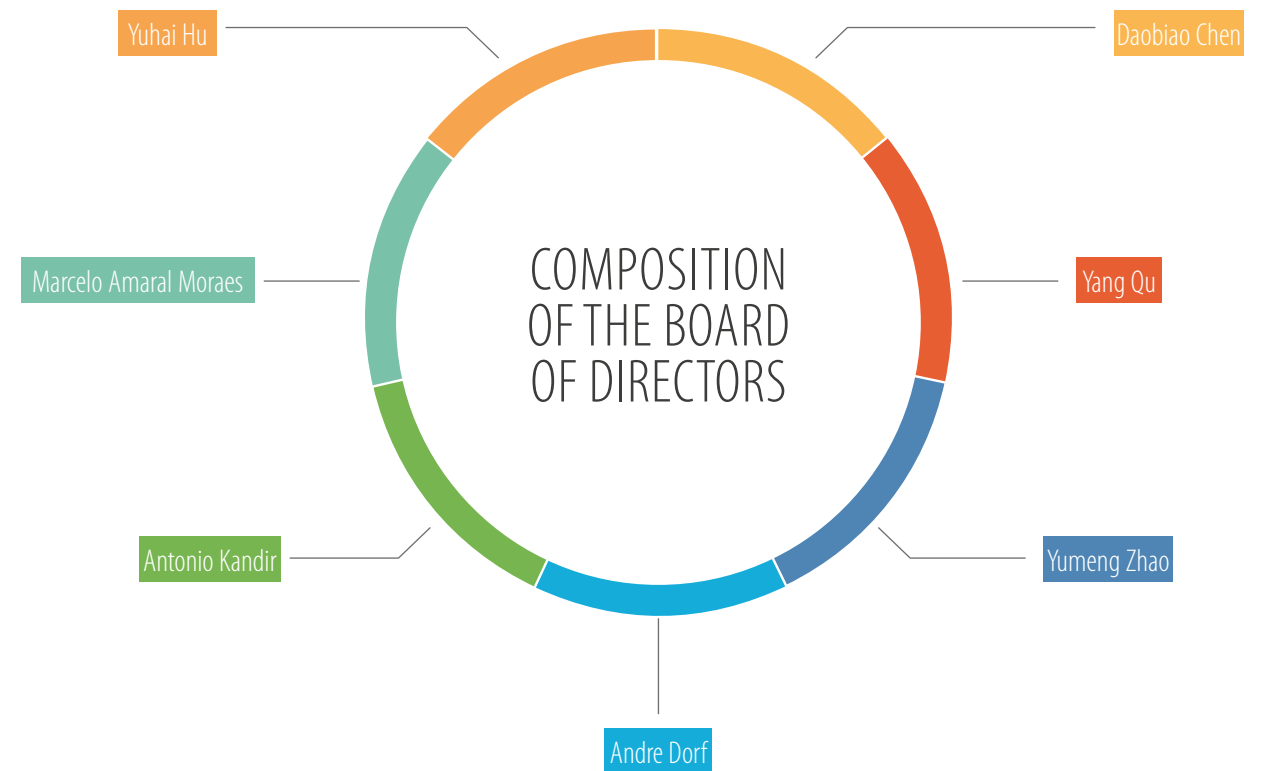 Yuhai Hu
Daobiao Chen
COMPOSITION
OF THE BOARD
OF DIRECTORS
Marcelo Amaral Moraes
Yang Qu
Antonio Kandir
Yumeng Zhao
Andre Dorf